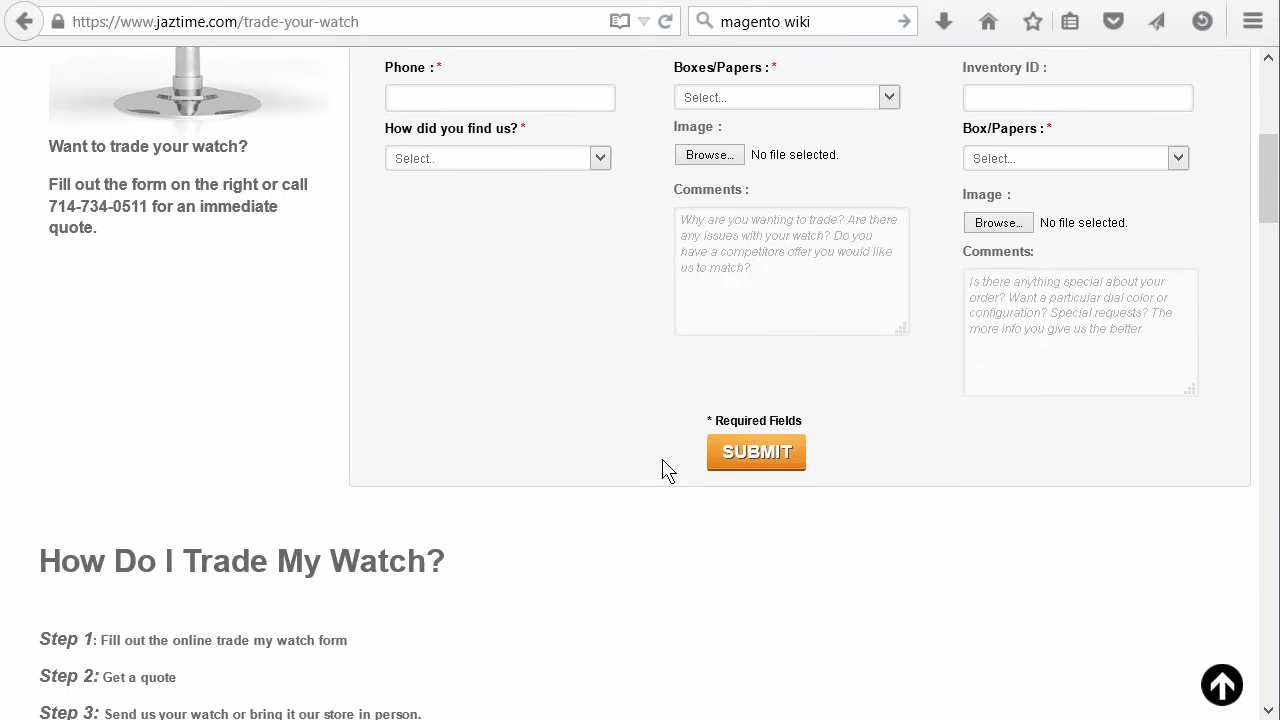 https://www.jaztime.com/trade-your-watch
magento wiki
Phone : *
Boxes/Papers : *
Inventory ID :
Select...
How did you find us? *
Image :
Box/Papers : *
Select..
Browse... No file selected.
Select...
Want to trade your watch?
Comments :
Image :
Fill out the form on the right or call
714-734-0511 for an immediate
quote.
Why are you wanting to trade? Are there
any issues with your watch? Do you
have a competitors offer you would like
us to match?
Browse... No file selected.
Comments:
Is there anything special about your
order? Want a particular dial color or
configuration? Special requests? The
more info you give us the better
* Required Fields
SUBMIT
How Do I Trade My Watch?
Step 1: Fill out the online trade my watch form
Step 2: Get a quote
Step 3: Send us your watch or bring it our store in person.